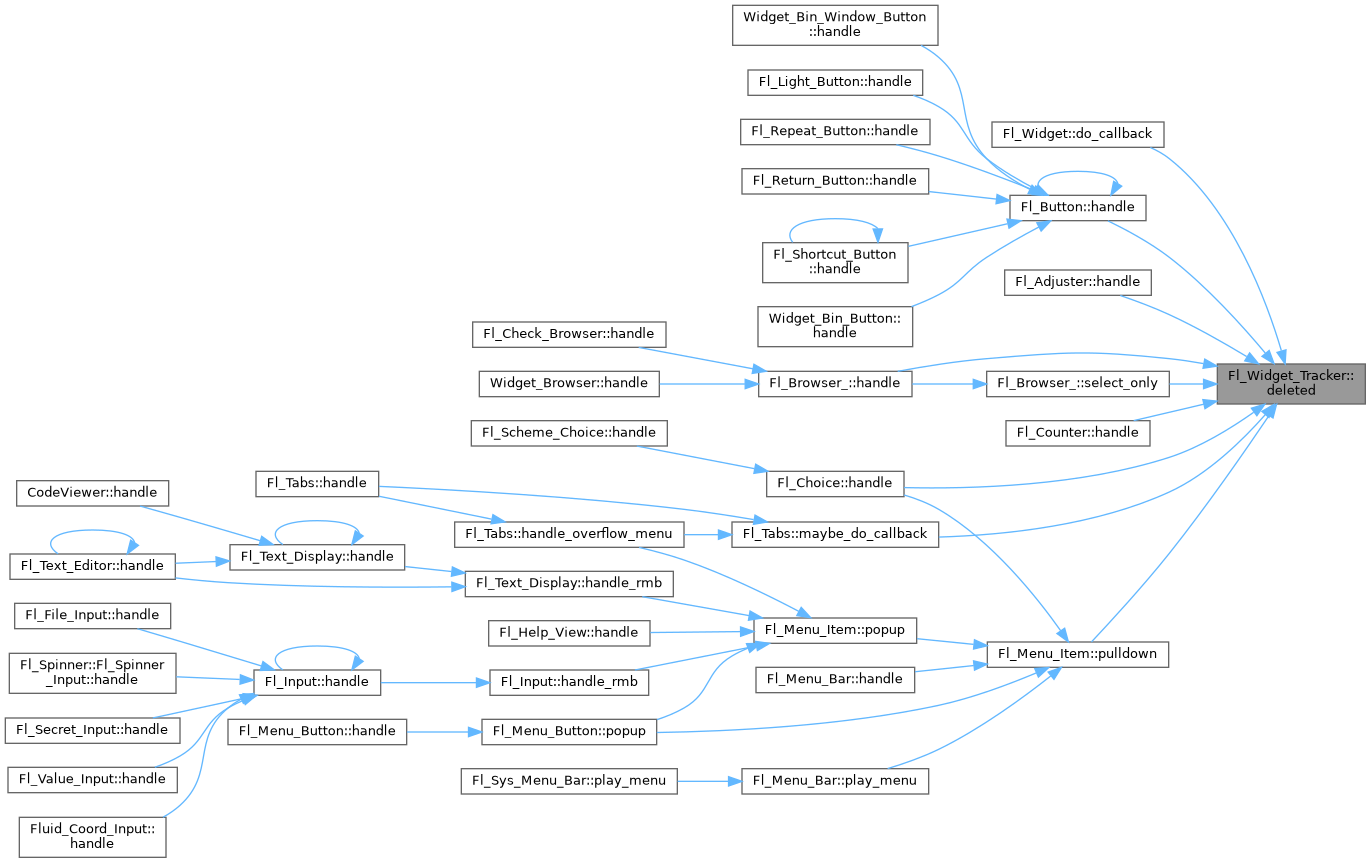 Widget_Bin_Window_Button
::handle
Fl_Light_Button::handle
Fl_Repeat_Button::handle
Fl_Widget::do_callback
Fl_Return_Button::handle
Fl_Button::handle
Fl_Shortcut_Button
::handle
Fl_Adjuster::handle
Widget_Bin_Button::
handle
Fl_Check_Browser::handle
Widget_Browser::handle
Fl_Browser_::handle
Fl_Browser_::select_only
Fl_Widget_Tracker::
deleted
Fl_Scheme_Choice::handle
Fl_Counter::handle
Fl_Tabs::handle
Fl_Choice::handle
CodeViewer::handle
Fl_Tabs::handle_overflow_menu
Fl_Tabs::maybe_do_callback
Fl_Text_Display::handle
Fl_Text_Editor::handle
Fl_Text_Display::handle_rmb
Fl_File_Input::handle
Fl_Help_View::handle
Fl_Menu_Item::popup
Fl_Menu_Item::pulldown
Fl_Spinner::Fl_Spinner
_Input::handle
Fl_Input::handle
Fl_Input::handle_rmb
Fl_Menu_Bar::handle
Fl_Secret_Input::handle
Fl_Menu_Button::handle
Fl_Menu_Button::popup
Fl_Value_Input::handle
Fl_Sys_Menu_Bar::play_menu
Fl_Menu_Bar::play_menu
Fluid_Coord_Input::
handle